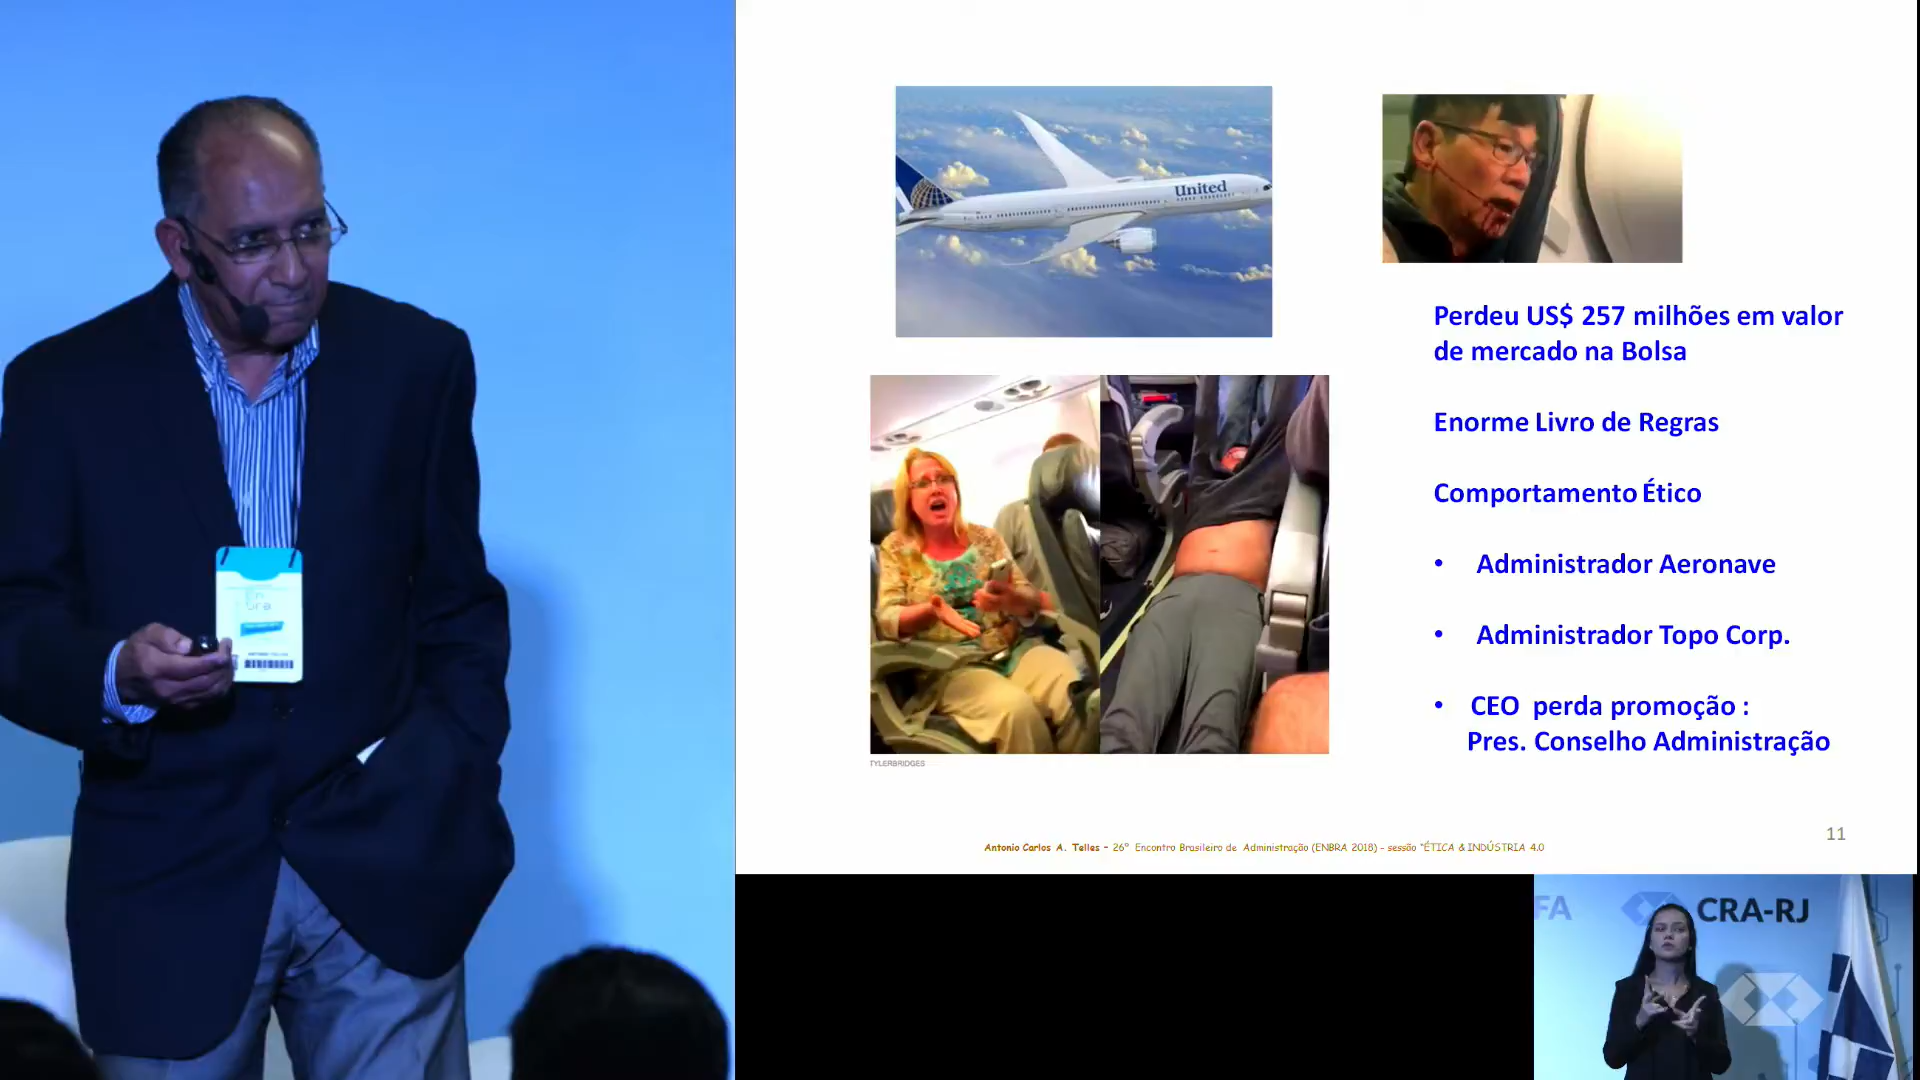 United
Perdeu US$ 257 milhões em valor
de mercado na Bolsa
Enorme Livro de Regras
Comportamento Ético
• Administrador Aeronave
• Administrador Topo Corp.
• CEO perda promoção :
Pres. Conselho Administração
TYLERBRIDGES
11
Antonio Carlos A. Telles - 26º Encontro Brasileiro de Administração (ENBRA 2018) - sessão "ÉTICA & INDÚSTRIA 4.0
FA
CRA-RJ